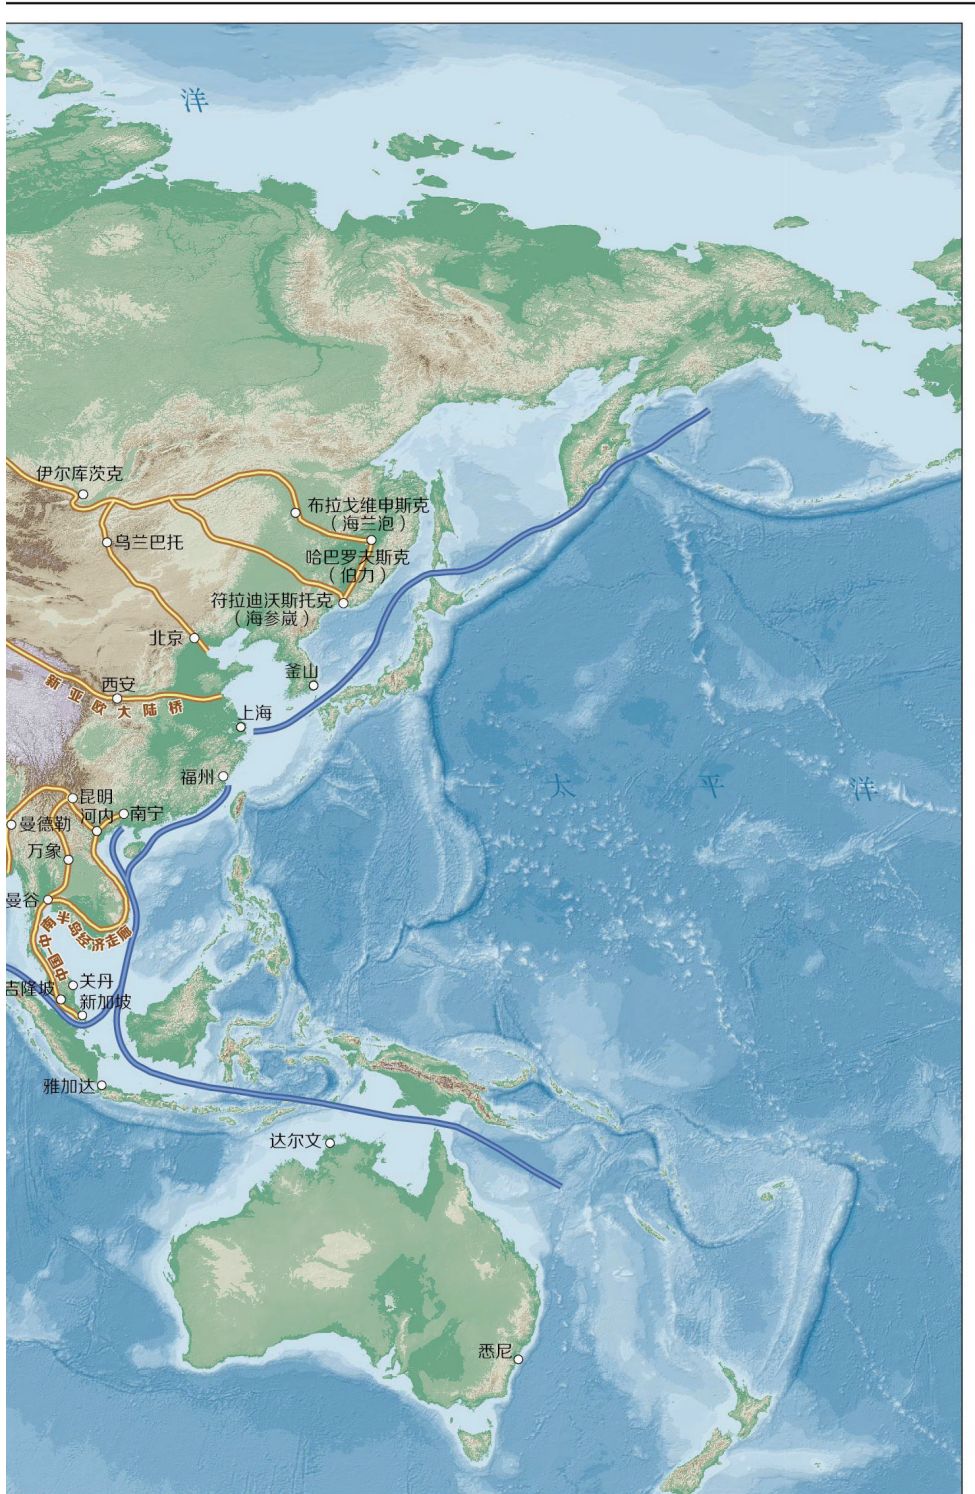 洋
伊尔库茨克
布拉戈维申斯克
（海兰泡）
乌兰巴托
哈巴罗夫斯克
（伯力）
符拉迪沃斯托克
（海参崴）
北京
釜山
西安
新亚欧大陆桥
上海
福州
太平洋
昆明
河内
南宁
曼德勒
万象
曼谷
中国—中南半岛经济走廊
关丹
吉隆坡
新加坡
雅加达
达尔文
悉尼